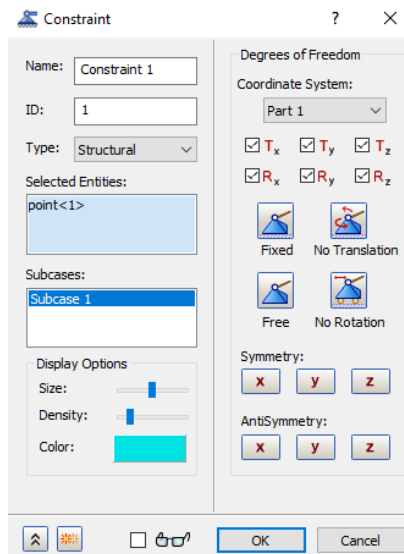 Constraint
?
Name: Constraint 1
ID: 1
Type: Structural
Selected Entities:
point<1>
Subcases:
Subcase 1
Display Options
Size:
Density:
Color:
Degrees of Freedom
Coordinate System:
Part 1
Tx Ty Tz
Rx Ry Rz
Fixed No Translation
Free No Rotation
Symmetry:
x y z
AntiSymmetry:
x y z
OK Cancel